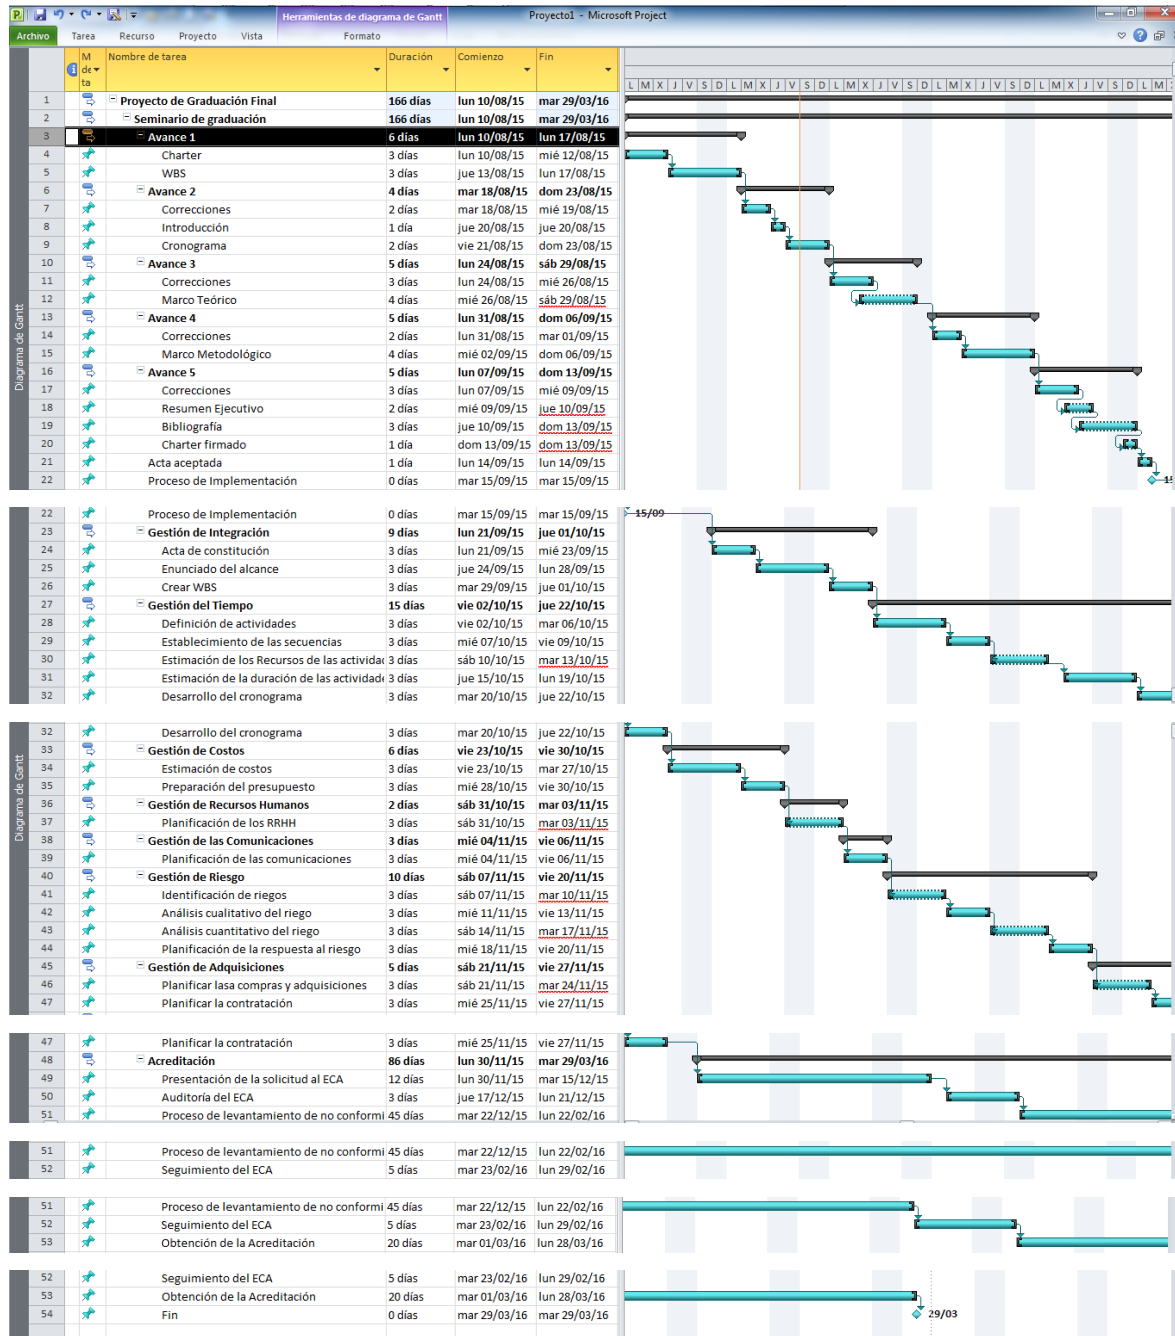 Herramientas de diagrama de Gantt
Proyecto1 - Microsoft Project
Archivo Tarea Recurso Proyecto Vista Formato
M de ta Nombre de tarea Duración Comienzo Fin
L M X J V S D L M X J V S D L M X J V S D L M X J V S D L M X J V S D L M
1 Proyecto de Graduación Final 166 días lun 10/08/15 mar 29/03/16
2 Seminario de graduación 166 días lun 10/08/15 mar 29/03/16
3 Avance 1 6 días lun 10/08/15 lun 17/08/15
4 Charter 3 días lun 10/08/15 mié 12/08/15
5 WBS 3 días jue 13/08/15 lun 17/08/15
6 Avance 2 4 días mar 18/08/15 dom 23/08/15
7 Correcciones 2 días mar 18/08/15 mié 19/08/15
8 Introducción 1 día jue 20/08/15 jue 20/08/15
9 Cronograma 2 días vie 21/08/15 dom 23/08/15
10 Avance 3 5 días lun 24/08/15 sáb 29/08/15
11 Correcciones 3 días lun 24/08/15 mié 26/08/15
12 Marco Teórico 4 días mié 26/08/15 sáb 29/08/15
13 Avance 4 5 días lun 31/08/15 dom 06/09/15
14 Correcciones 2 días lun 31/08/15 mar 01/09/15
15 Marco Metodológico 4 días mié 02/09/15 dom 06/09/15
16 Avance 5 5 días lun 07/09/15 dom 13/09/15
17 Correcciones 3 días lun 07/09/15 mié 09/09/15
18 Resumen Ejecutivo 2 días mié 09/09/15 jue 10/09/15
19 Bibliografía 3 días jue 10/09/15 dom 13/09/15
20 Charter firmado 1 día dom 13/09/15 dom 13/09/15
21 Acta aceptada 1 día lun 14/09/15 lun 14/09/15
22 Proceso de Implementación 0 días mar 15/09/15 mar 15/09/15
Diagrama de Gantt
22 Proceso de Implementación 0 días mar 15/09/15 mar 15/09/15 15/09
23 Gestión de Integración 9 días lun 21/09/15 jue 01/10/15
24 Acta de constitución 3 días lun 21/09/15 mié 23/09/15
25 Enunciado del alcance 3 días jue 24/09/15 lun 28/09/15
26 Crear WBS 3 días mar 29/09/15 jue 01/10/15
27 Gestión del Tiempo 15 días vie 02/10/15 jue 22/10/15
28 Definición de actividades 3 días vie 02/10/15 mar 06/10/15
29 Establecimiento de las secuencias 3 días mié 07/10/15 vie 09/10/15
30 Estimación de los Recursos de las activida 3 días sáb 10/10/15 mar 13/10/15
31 Estimación de la duración de las actividad 3 días jue 15/10/15 lun 19/10/15
32 Desarrollo del cronograma 3 días mar 20/10/15 jue 22/10/15
Diagrama de Gantt
32 Desarrollo del cronograma 3 días mar 20/10/15 jue 22/10/15
33 Gestión de Costos 6 días vie 23/10/15 vie 30/10/15
34 Estimación de costos 3 días vie 23/10/15 mar 27/10/15
35 Preparación del presupuesto 3 días mié 28/10/15 vie 30/10/15
36 Gestión de Recursos Humanos 2 días sáb 31/10/15 mar 03/11/15
37 Planificación de los RRHH 3 días sáb 31/10/15 mar 03/11/15
38 Gestión de las Comunicaciones 3 días mié 04/11/15 vie 06/11/15
39 Planificación de las comunicaciones 3 días mié 04/11/15 vie 06/11/15
40 Gestión de Riesgo 10 días sáb 07/11/15 vie 20/11/15
41 Identificación de riegos 3 días sáb 07/11/15 mar 10/11/15
42 Análisis cualitativo del riego 3 días mié 11/11/15 vie 13/11/15
43 Análisis cuantitativo del riego 3 días sáb 14/11/15 mar 17/11/15
44 Planificación de la respuesta al riesgo 3 días mié 18/11/15 vie 20/11/15
45 Gestión de Adquisiciones 5 días sáb 21/11/15 vie 27/11/15
46 Planificar lasa compras y adquisiciones 3 días sáb 21/11/15 mar 24/11/15
47 Planificar la contratación 3 días mié 25/11/15 vie 27/11/15
47 Planificar la contratación 3 días mié 25/11/15 vie 27/11/15
48 Acreditación 86 días lun 30/11/15 mar 29/03/16
49 Presentación de la solicitud al ECA 12 días lun 30/11/15 mar 15/12/15
50 Auditoría del ECA 3 días jue 17/12/15 lun 21/12/15
51 Proceso de levantamiento de no conformi 45 días mar 22/12/15 lun 22/02/16
51 Proceso de levantamiento de no conformi 45 días mar 22/12/15 lun 22/02/16
52 Seguimiento del ECA 5 días mar 23/02/16 lun 29/02/16
51 Proceso de levantamiento de no conformi 45 días mar 22/12/15 lun 22/02/16
52 Seguimiento del ECA 5 días mar 23/02/16 lun 29/02/16
53 Obtención de la Acreditación 20 días mar 01/03/16 lun 28/03/16
52 Seguimiento del ECA 5 días mar 23/02/16 lun 29/02/16
53 Obtención de la Acreditación 20 días mar 01/03/16 lun 28/03/16
54 Fin 0 días mar 29/03/16 mar 29/03/16 29/03